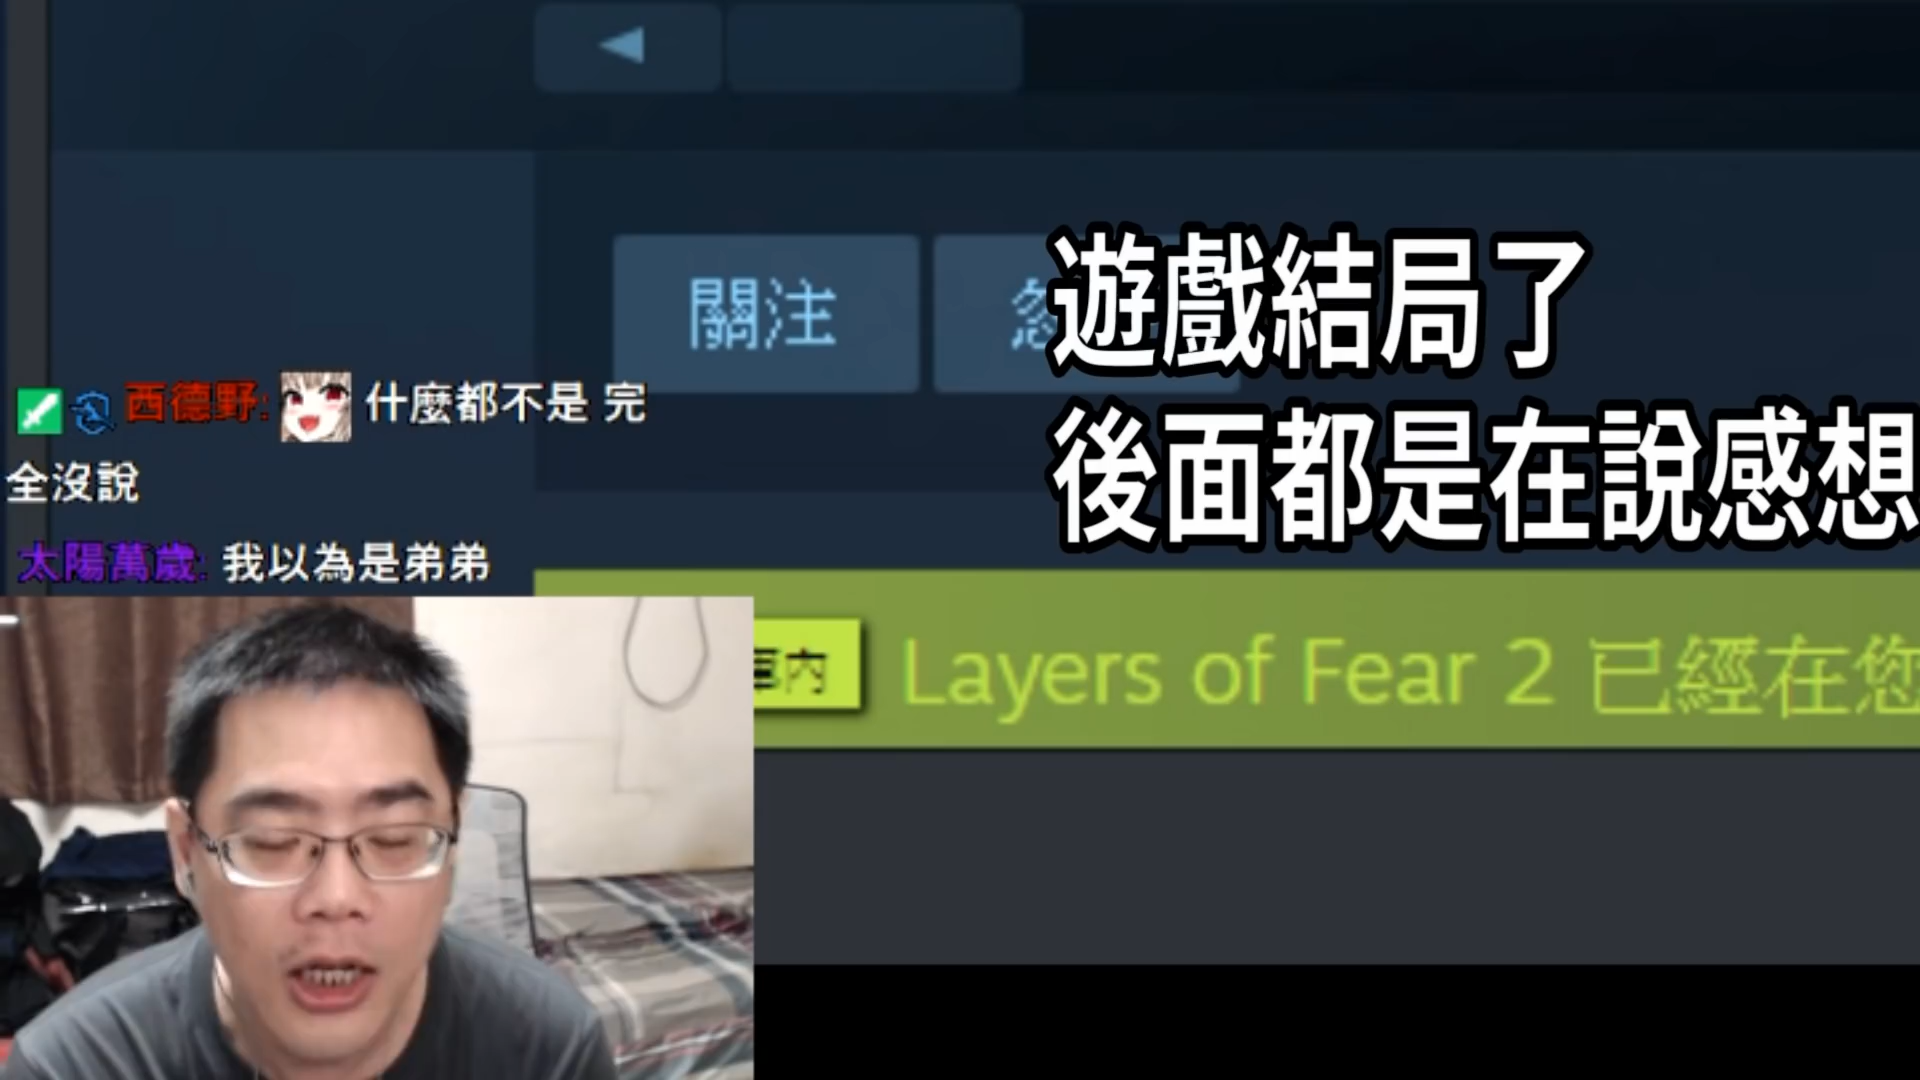 關注
遊戲結局了
西德野: 什麼都不是 完
全沒說
後面都是在說感想
太陽萬歲: 我以為是弟弟
庫內
Layers of Fear 2 已經在您